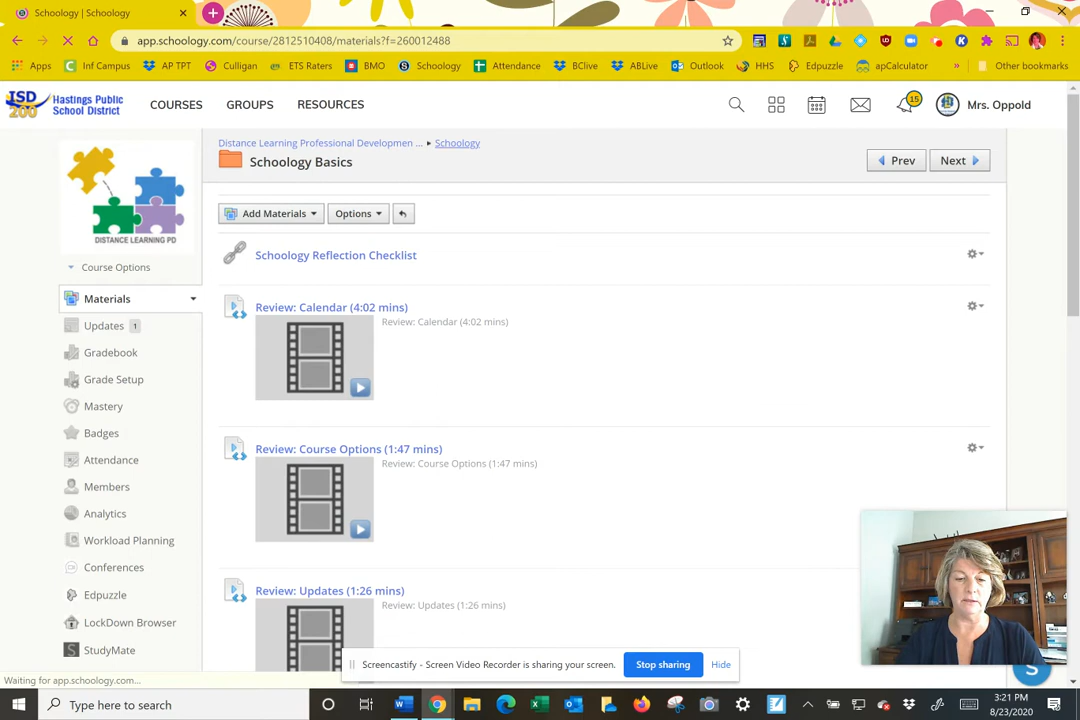 Schoology | Schoology
app.schoology.com/course/2812510408/materials?f=260012488
Apps Inf Campus AP TPT Culligan ETS Raters BMO Schoology Attendance BClive ABLive Outlook HHS Edpuzzle apCalculator » Other bookmarks
ISD 200 Hastings Public School District COURSES GROUPS RESOURCES 15 Mrs. Oppold
Distance Learning Professional Developmen ... ▸ Schoology
Schoology Basics
Prev Next
DISTANCE LEARNING PD
Add Materials Options
Course Options
Schoology Reflection Checklist
Materials
Updates 1
Gradebook
Grade Setup
Mastery
Badges
Attendance
Members
Analytics
Workload Planning
Conferences
Edpuzzle
LockDown Browser
StudyMate
Review: Calendar (4:02 mins)
Review: Calendar (4:02 mins)
Review: Course Options (1:47 mins)
Review: Course Options (1:47 mins)
Review: Updates (1:26 mins)
Review: Updates (1:26 mins)
Screencastify - Screen Video Recorder is sharing your screen. Stop sharing Hide
Waiting for app.schoology.com...
Type here to search
3:21 PM
8/23/2020